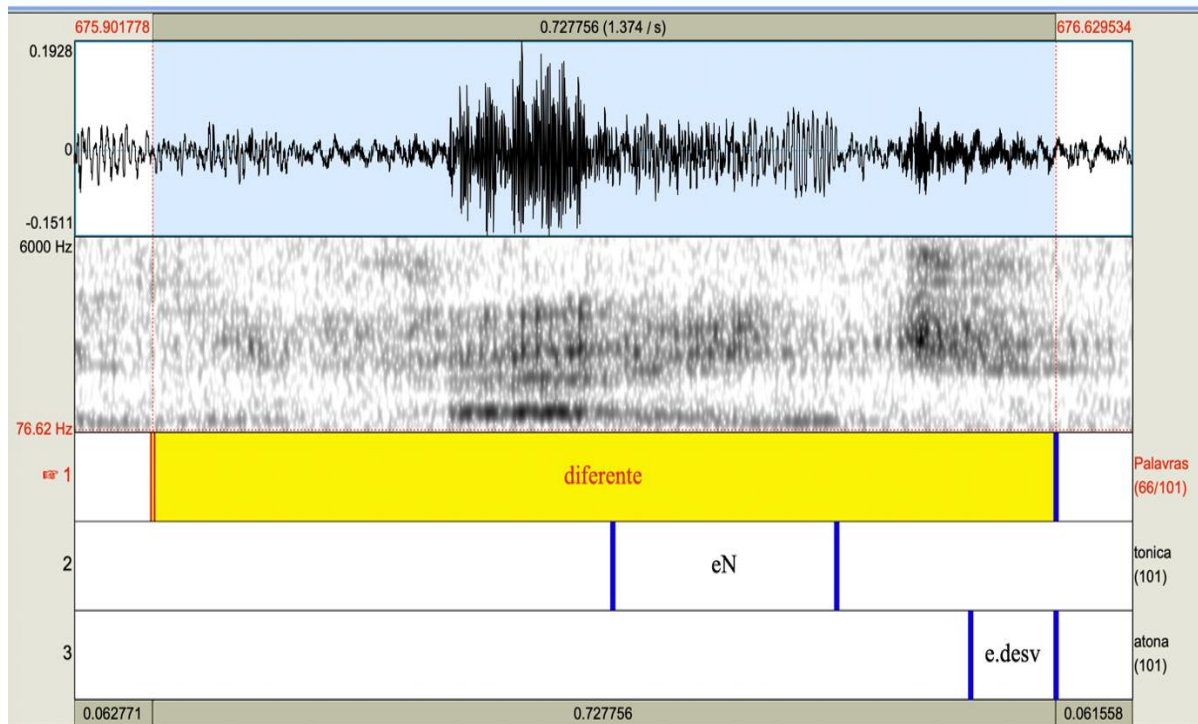 675.901778 0.727756 (1.374 / s) 676.629534
0.1928
0
-0.1511
6000 Hz
76.62 Hz
☞ 1 diferente Palavras
(66/101)
2 eN tonica
(101)
3 e.desv atona
(101)
0.062771 0.727756 0.061558